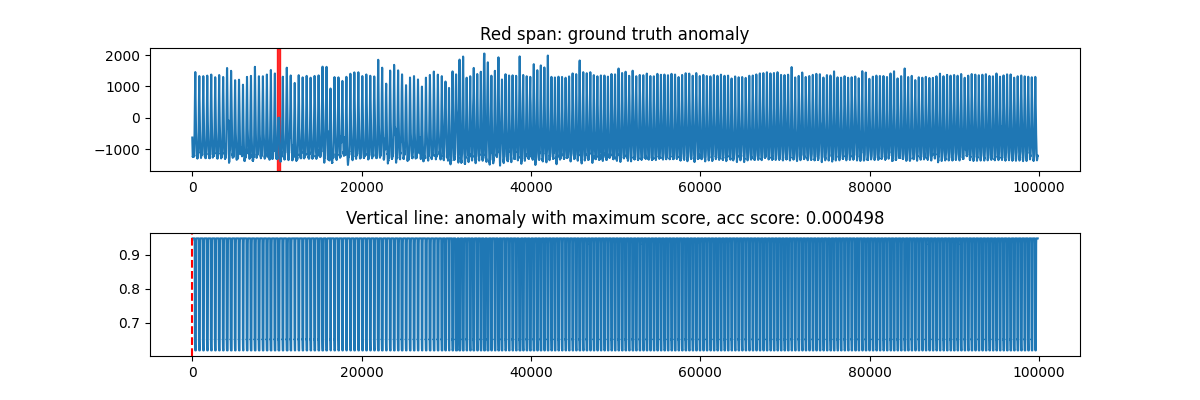 Red span: ground truth anomaly
2000
1000
0
−1000
0 20000 40000 60000 80000 100000
Vertical line: anomaly with maximum score, acc score: 0.000498
0.9
0.8
0.7
0 20000 40000 60000 80000 100000